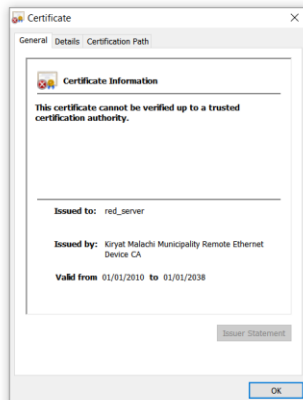 Certificate
General Details Certification Path
Certificate Information
This certificate cannot be verified up to a trusted
certification authority.
Issued to: red_server
Issued by: Kiryat Malachi Municipality Remote Ethernet
Device CA
Valid from 01/01/2010 to 01/01/2038
Issuer Statement
OK